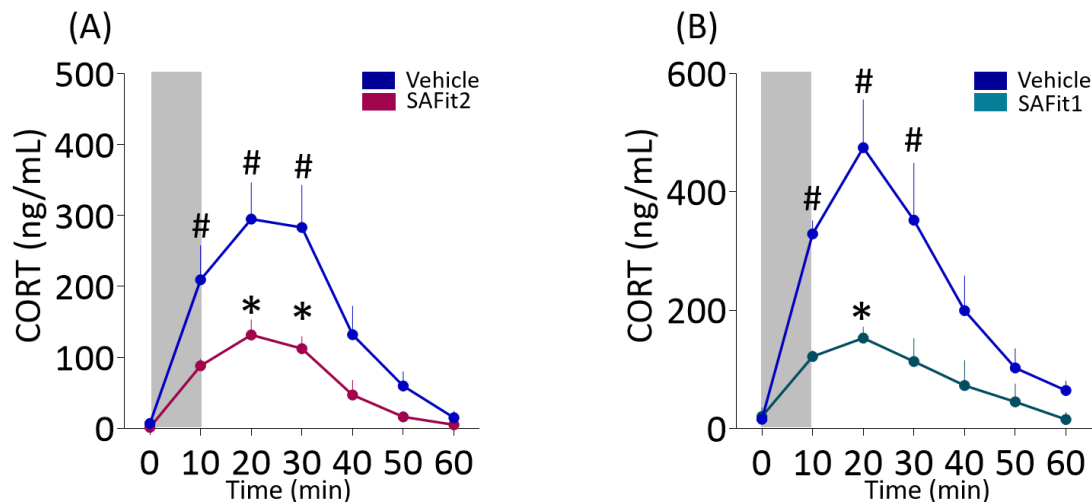 (A)
500
400
300
200
100
0
CORT (ng/mL)
Vehicle
SAFit2
#
#
#
*
*
0 10 20 30 40 50 60
Time (min)
(B)
600
400
200
0
CORT (ng/mL)
Vehicle
SAFit1
#
#
#
*
0 10 20 30 40 50 60
Time (min)